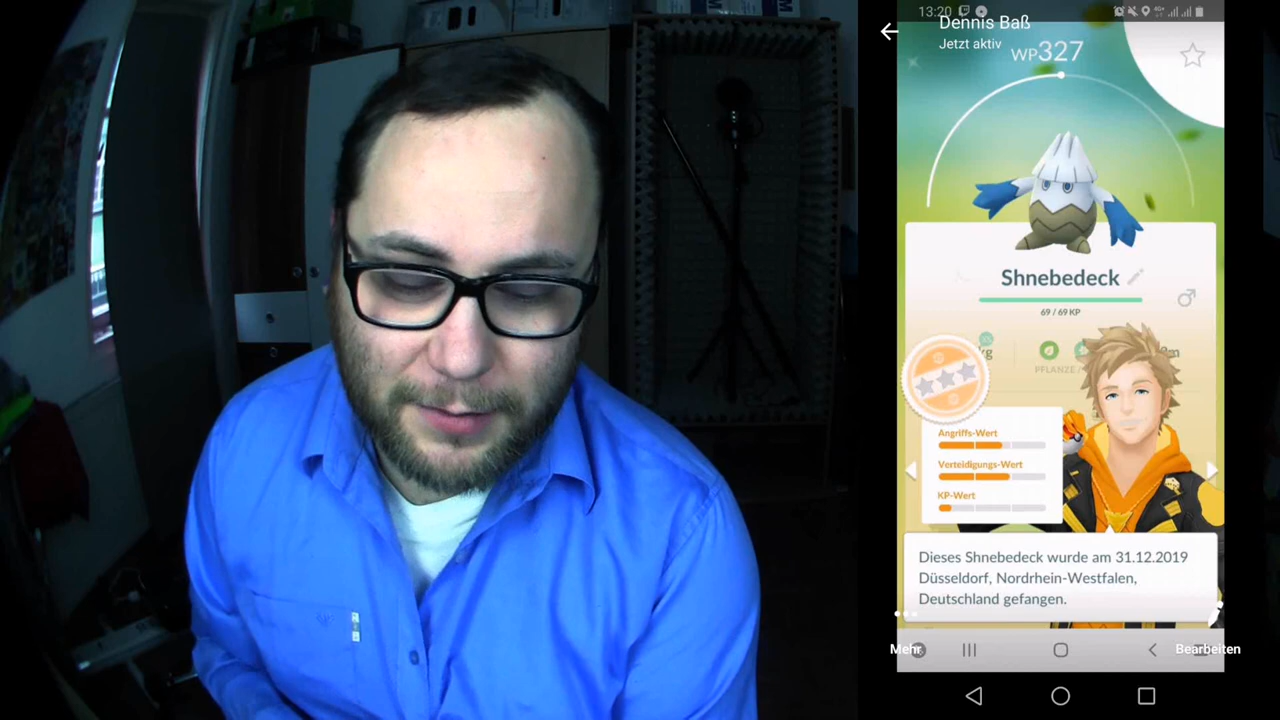 13:20
Dennis Baß
Jetzt aktiv
WP327
Shnebedeck
69 / 69 KP
kg
PFLANZE /
Angriffs-Wert
Verteidigungs-Wert
KP-Wert
Dieses Shnebedeck wurde am 31.12.2019
Düsseldorf, Nordrhein-Westfalen,
Deutschland gefangen.
Mehr
Bearbeiten